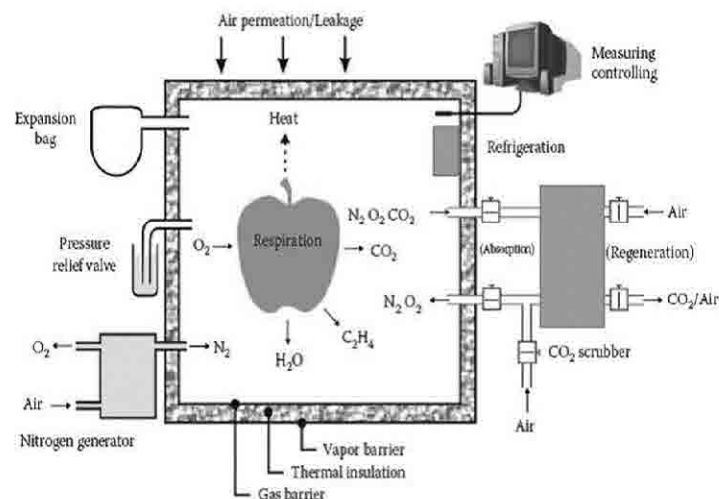 Air permeation/Leakage
Measuring
controlling
Expansion
bag
Heat
Refrigeration
N₂ O₂ CO₂
Air
Pressure
relief valve
O₂
Respiration
CO₂
(Absorption)
(Regeneration)
N₂ O₂
CO₂/Air
O₂
N₂
C₂H₄
H₂O
CO₂ scrubber
Air
Nitrogen generator
Air
Vapor barrier
Thermal insulation
Gas barrier